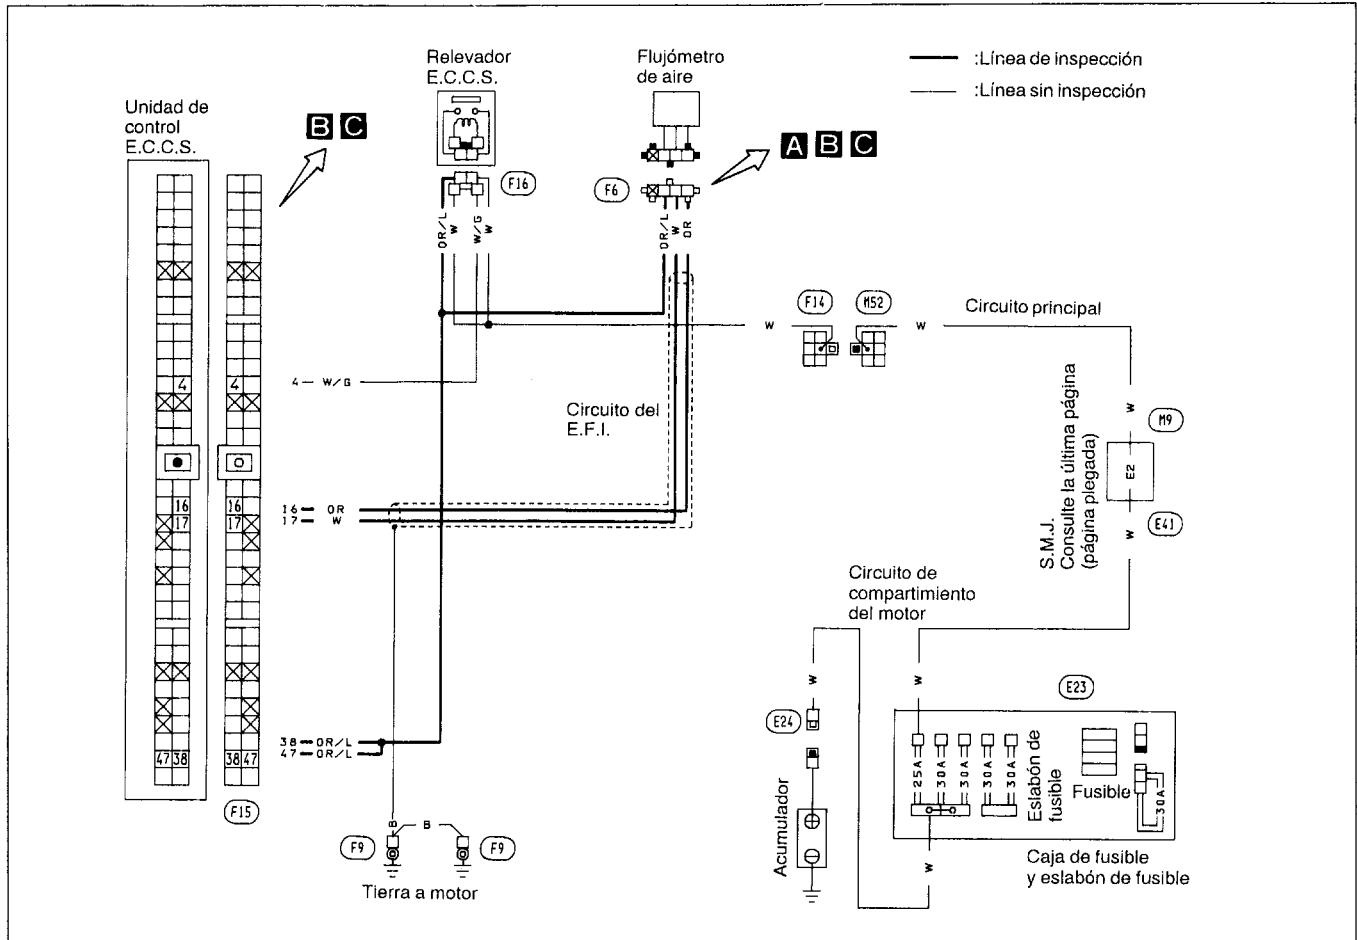 Relevador
E.C.C.S.
Flujómetro
de aire
:Línea de inspección
:Línea sin inspección
Unidad de
control
E.C.C.S.
B C
A B C
F16
F6
OR/L
W
W/G
W
OR/L
W
OR
F14
M52
Circuito principal
W
W
4
4
4
W/G
Circuito del
E.F.I.
W
M9
S.M.J.
Consulte la última página
(página plegada)
E2
E41
W
16
16
16
OR
17
17
17
W
Circuito de
compartimiento
del motor
W
W
E23
E24
38
OR/L
47
OR/L
47 38
38 47
F15
25A
30A
30A
30A
30A
Eslabón de
fusible
Fusible
30A
Acumulador
W
B
B
F9
F9
Tierra a motor
Caja de fusible
y eslabón de fusible